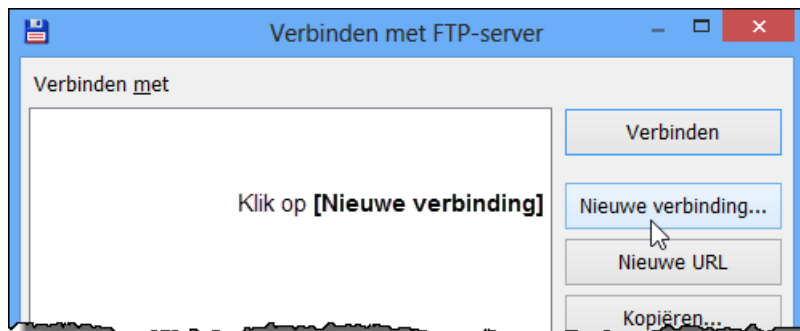 Verbinden met FTP-server
Verbinden met
Verbinden
Klik op [Nieuwe verbinding]
Nieuwe verbinding...
Nieuwe URL
Kopiëren...